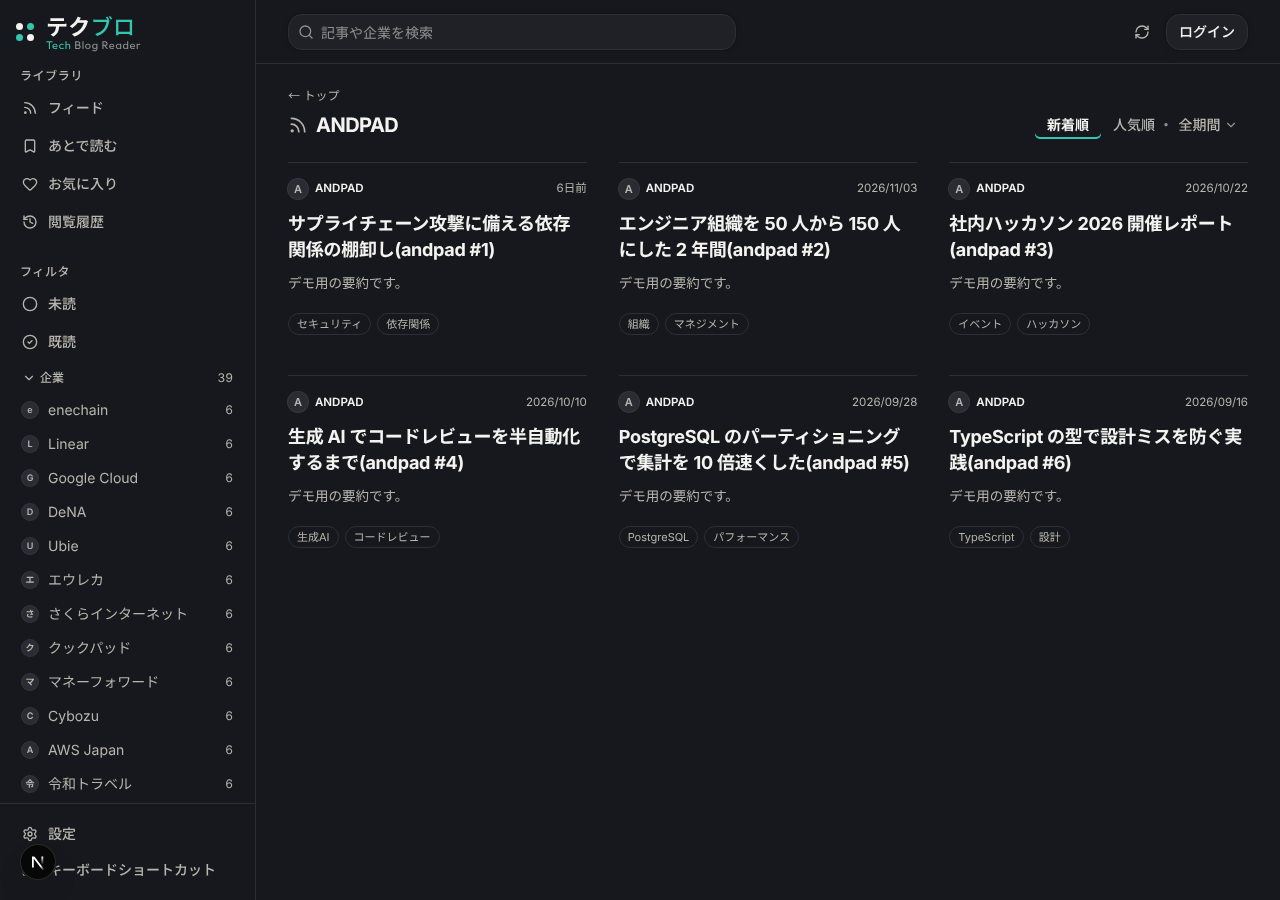 テクブロ
Tech Blog Reader
ライブラリ
フィード
あとで読む
お気に入り
閲覧履歴
フィルタ
未読
既読
企業 39
e enechain 6
L Linear 6
G Google Cloud 6
D DeNA 6
U Ubie 6
エ エウレカ 6
さ さくらインターネット 6
ク クックパッド 6
マ マネーフォワード 6
C Cybozu 6
A AWS Japan 6
令 令和トラベル 6
設定
N
キーボードショートカット
記事や企業を検索
ログイン
← トップ
ANDPAD
新着順 人気順 • 全期間
A ANDPAD 6日前
サプライチェーン攻撃に備える依存
関係の棚卸し(andpad #1)
デモ用の要約です。
セキュリティ 依存関係
A ANDPAD 2026/11/03
エンジニア組織を 50 人から 150 人
にした 2 年間(andpad #2)
デモ用の要約です。
組織 マネジメント
A ANDPAD 2026/10/22
社内ハッカソン 2026 開催レポート
(andpad #3)
デモ用の要約です。
イベント ハッカソン
A ANDPAD 2026/10/10
生成 AI でコードレビューを半自動化
するまで(andpad #4)
デモ用の要約です。
生成AI コードレビュー
A ANDPAD 2026/09/28
PostgreSQL のパーティショニング
で集計を 10 倍速くした(andpad #5)
デモ用の要約です。
PostgreSQL パフォーマンス
A ANDPAD 2026/09/16
TypeScript の型で設計ミスを防ぐ実
践(andpad #6)
デモ用の要約です。
TypeScript 設計